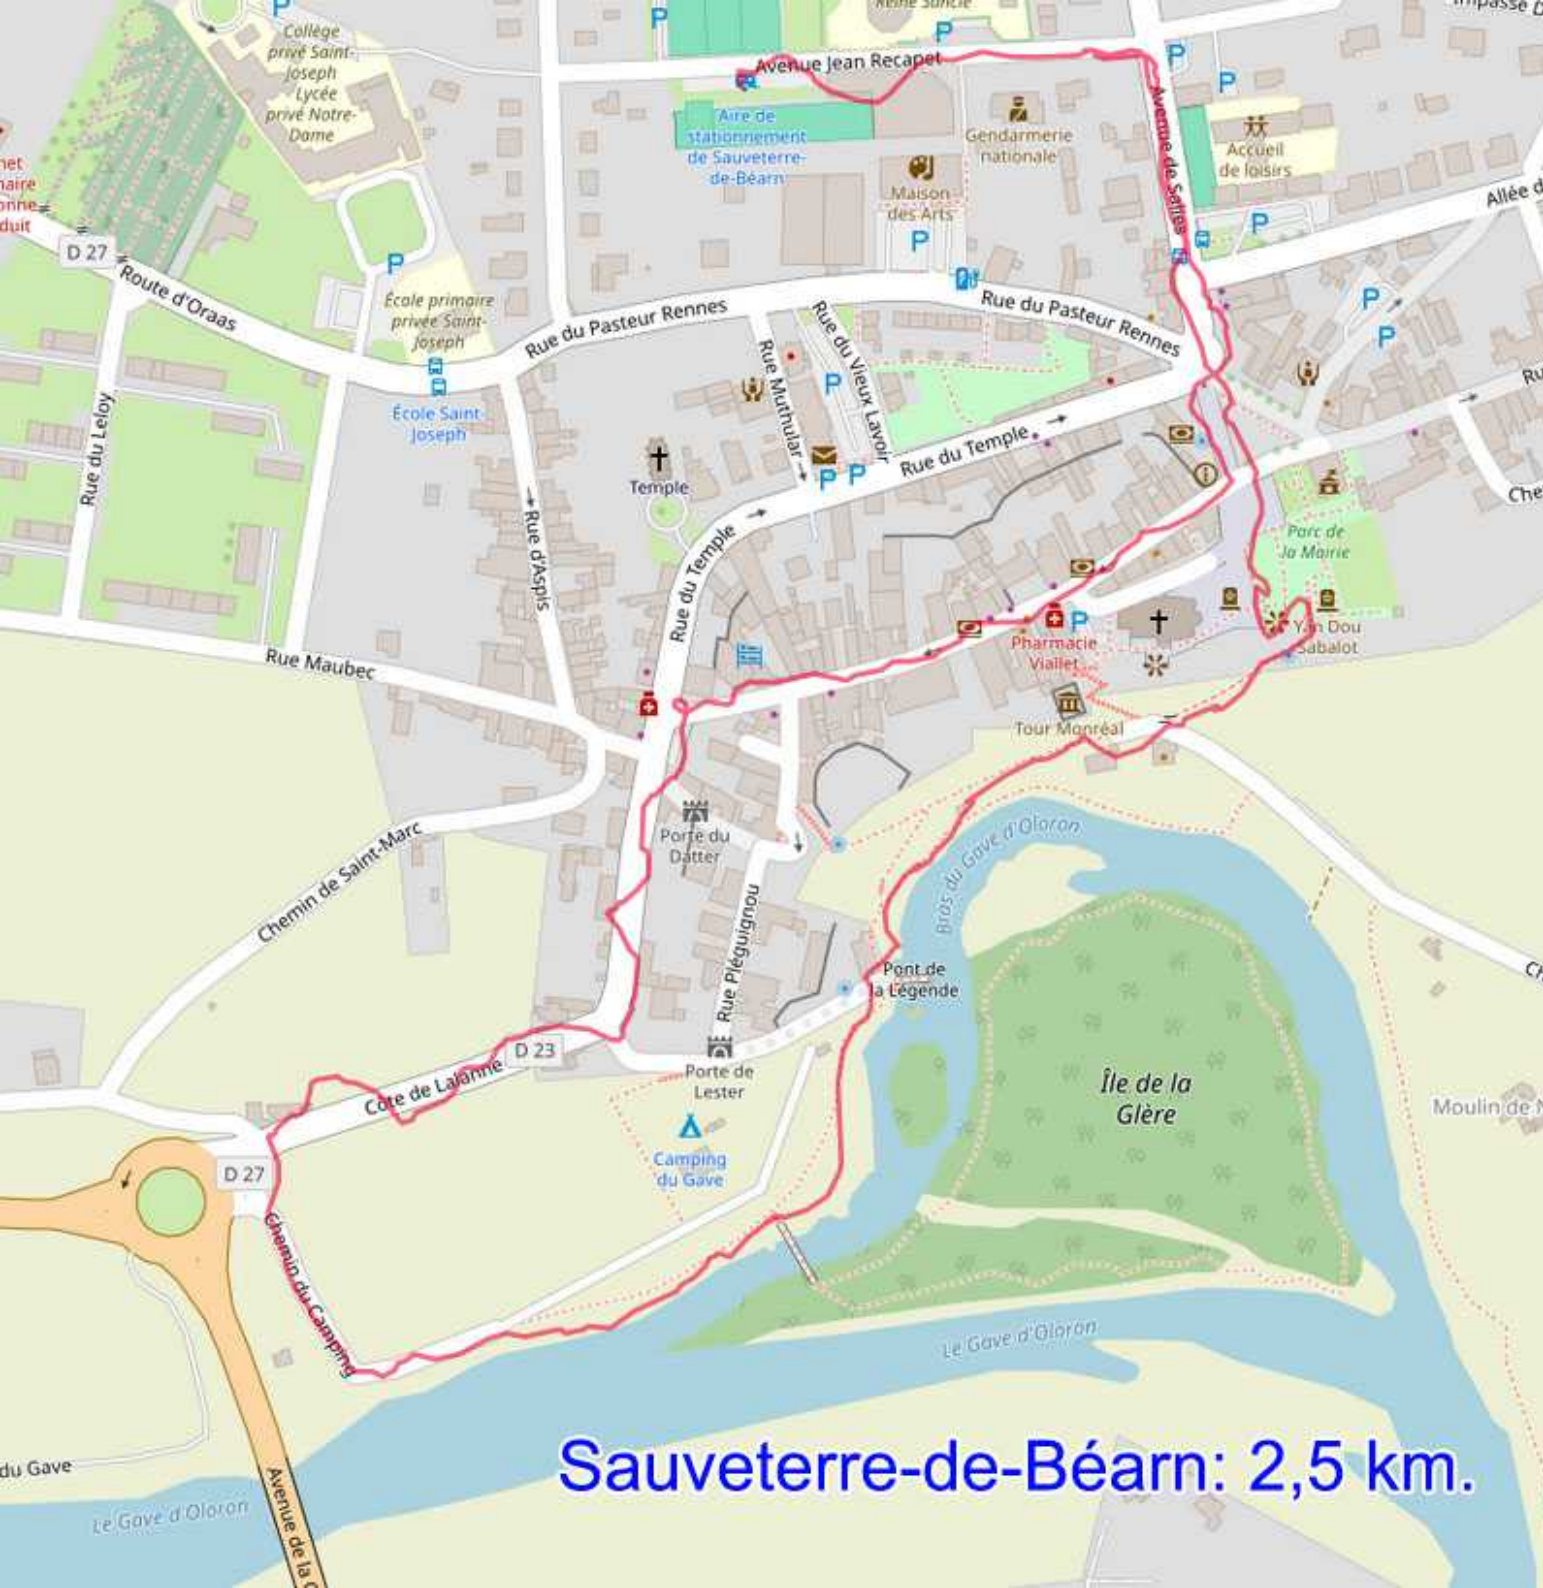 Collège
privé Saint-
Joseph
Lycée
privé Notre-
Dame
P
P
P
Reine Sancie
Impasse
Avenue Jean Recapet
P
P
Aire de
stationnement
de Sauveterre-
de-Béarn
Gendarmerie
nationale
Avenue de Salies
Accueil
de loisirs
Maison
des Arts
P
P
Allée d
duit
D 27
Route d'Oraas
P
École primaire
privée Saint-
Joseph
Rue du Pasteur Rennes
Rue du Pasteur Rennes
P
P
Rue du Vieux Lavoir
Rue Muthular
P
École Saint-
Joseph
Rue du Leloy
Rue du Temple
Temple
P
P
Rue d'Aspis
Rue du Temple
Parc de
la Mairie
Rue Maubec
Pharmacie
Viallet
P
Yan Dou
Sabalot
Tour Monréal
Porte du
Datter
Chemin de Saint-Marc
Bras du Gave d'Oloron
Rue Pléguignou
Pont de
la Légende
D 23
Côte de Lalanne
Porte de
Lester
Île de la
Glère
Moulin de
Camping
du Gave
D 27
Chemin du Camping
Le Gave d'Oloron
Sauveterre-de-Béarn: 2,5 km.
du Gave
Le Gave d'Oloron
Avenue de la